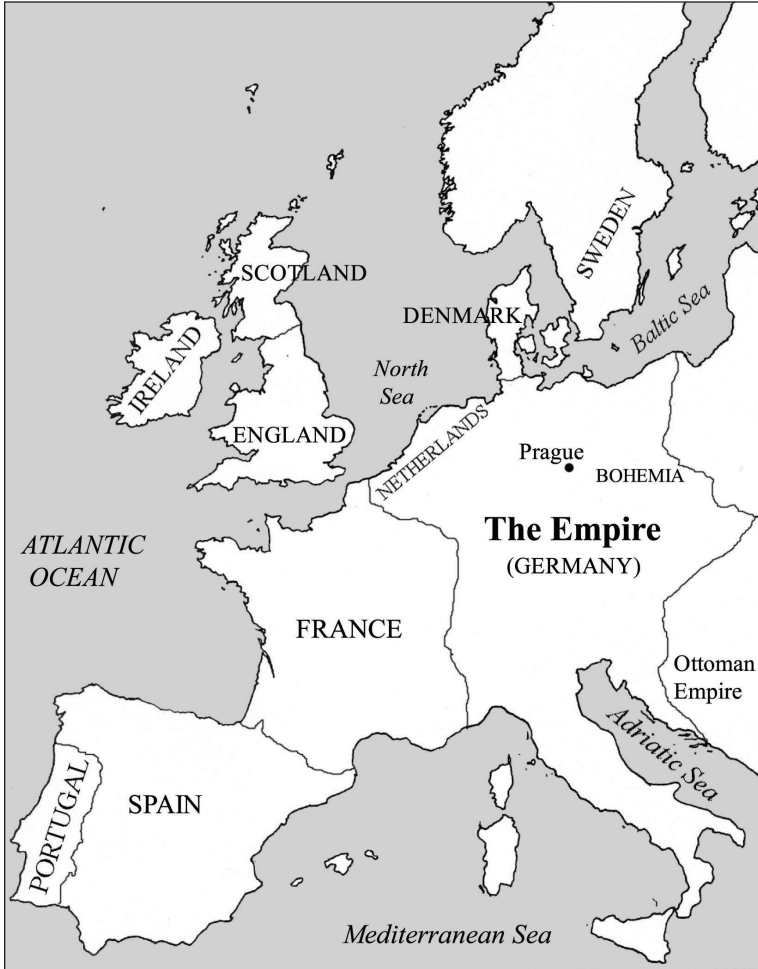 SCOTLAND
SWEDEN
DENMARK
Baltic Sea
North
Sea
IRELAND
ENGLAND
NETHERLANDS
Prague
BOHEMIA
The Empire
(GERMANY)
ATLANTIC
OCEAN
FRANCE
Ottoman
Empire
Adriatic Sea
PORTUGAL
SPAIN
Mediterranean Sea